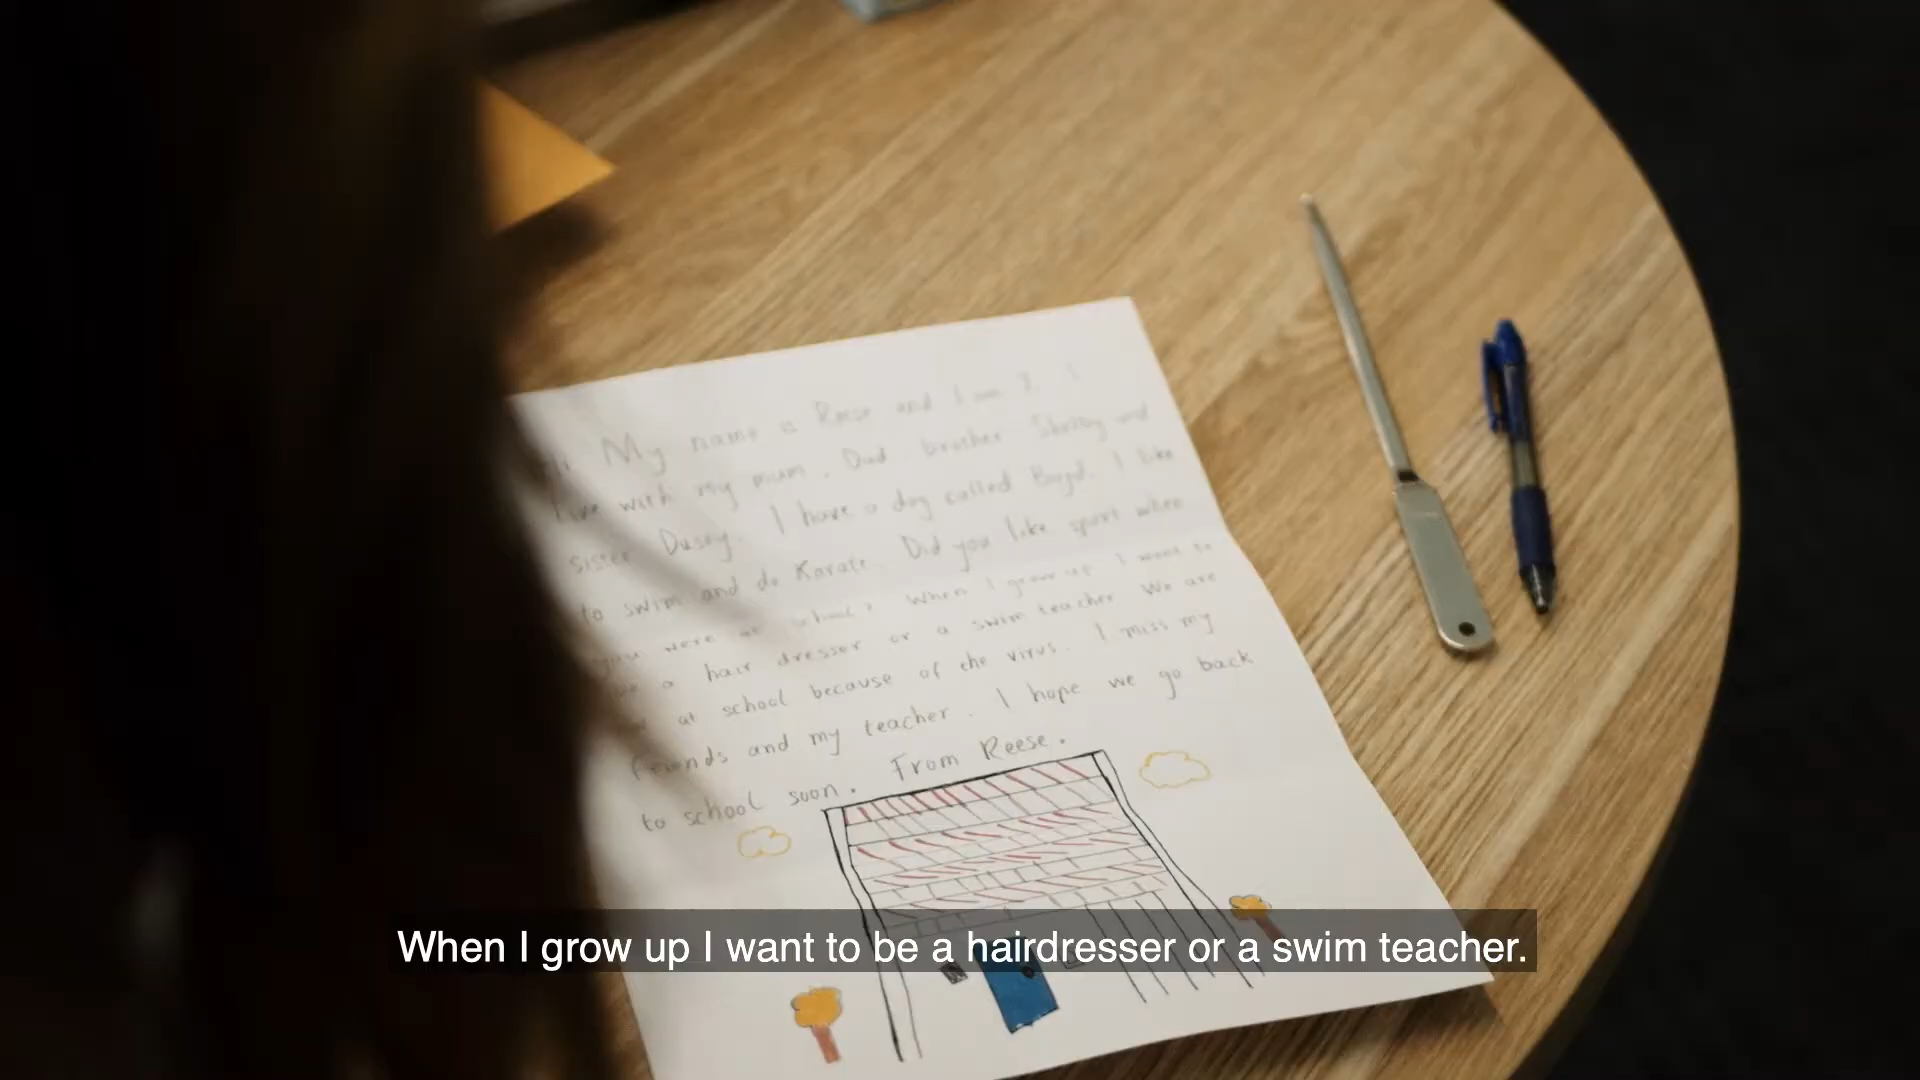 My name is Reese and I am
live with my mum. Dad. brother Shelby and
sister Dusty. I have a dog called Boyd. I like
to swim and do Karate. Did you like sport when
you were at school? When I grow up I want to
a hair dresser or a swim teacher. We are
at school because of the virus. I miss my
friends and my teacher. I hope we go back
to school soon. From Reese.
When I grow up I want to be a hairdresser or a swim teacher.